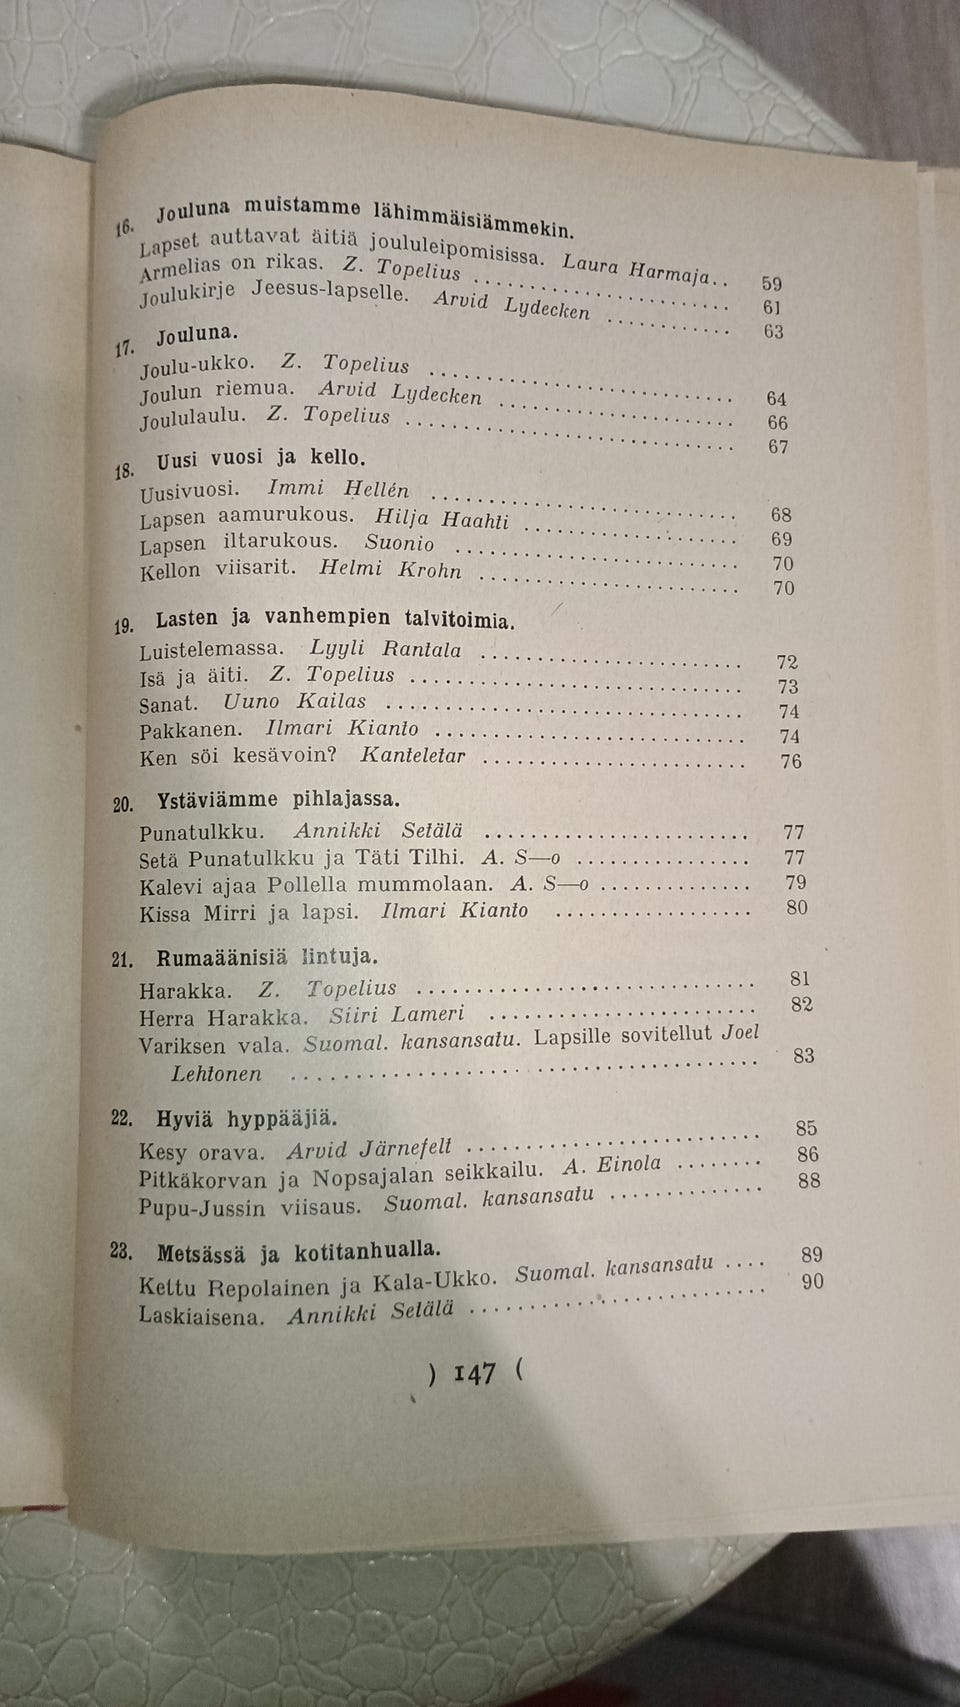 16. Jouluna muistamme lähimmäisiämmekin.
Lapset auttavat äitiä joululeipomisissa. Laura Harmaja.. 59
Armelias on rikas. Z. Topelius ........................ 61
Joulukirje Jeesus-lapselle. Arvid Lydecken ............ 63
17. Jouluna.
Joulu-ukko. Z. Topelius ............................. 64
Joulun riemua. Arvid Lydecken ...................... 66
Joululaulu. Z. Topelius ............................. 67
18. Uusi vuosi ja kello.
Uusivuosi. Immi Hellén ............................ 68
Lapsen aamurukous. Hilja Haahti .................... 69
Lapsen iltarukous. Suonio .......................... 70
Kellon viisarit. Helmi Krohn ........................ 70
19. Lasten ja vanhempien talvitoimia.
Luistelemassa. Lyyli Rantala ........................ 72
Isä ja äiti. Z. Topelius .............................. 73
Sanat. Uuno Kailas ................................ 74
Pakkanen. Ilmari Kianto ............................ 74
Ken söi kesävoin? Kanteletar ........................ 76
20. Ystäviämme pihlajassa.
Punatulkku. Annikki Setälä ........................ 77
Setä Punatulkku ja Täti Tilhi. A. S—o ................ 77
Kalevi ajaa Pollella mummolaan. A. S—o .............. 79
Kissa Mirri ja lapsi. Ilmari Kianto .................. 80
21. Rumaäänisiä lintuja.
Harakka. Z. Topelius .............................. 81
Herra Harakka. Siiri Lameri ........................ 82
Variksen vala. Suomal. kansansatu. Lapsille sovitellut Joel
Lehtonen ...................................... 83
22. Hyviä hyppääjiä.
Kesy orava. Arvid Järnefelt .......................... 85
Pitkäkorvan ja Nopsajalan seikkailu. A. Einola ........ 86
Pupu-Jussin viisaus. Suomal. kansansatu .............. 88
23. Metsässä ja kotitanhualla.
Kettu Repolainen ja Kala-Ukko. Suomal. kansansatu .... 89
Laskiaisena. Annikki Setälä .......................... 90
) 147 (